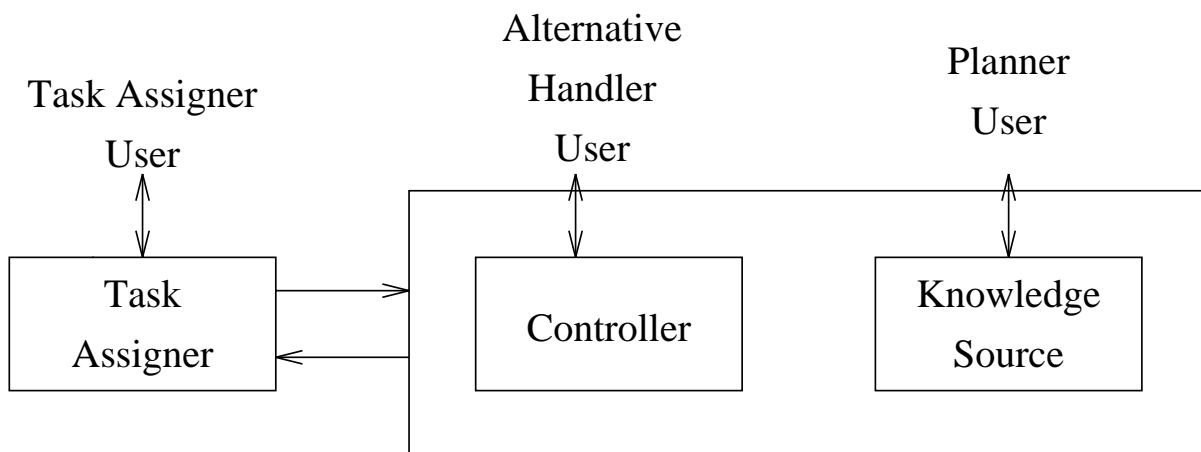 Task Assigner
User
Alternative
Handler
User
Planner
User
Task
Assigner
Controller
Knowledge
Source